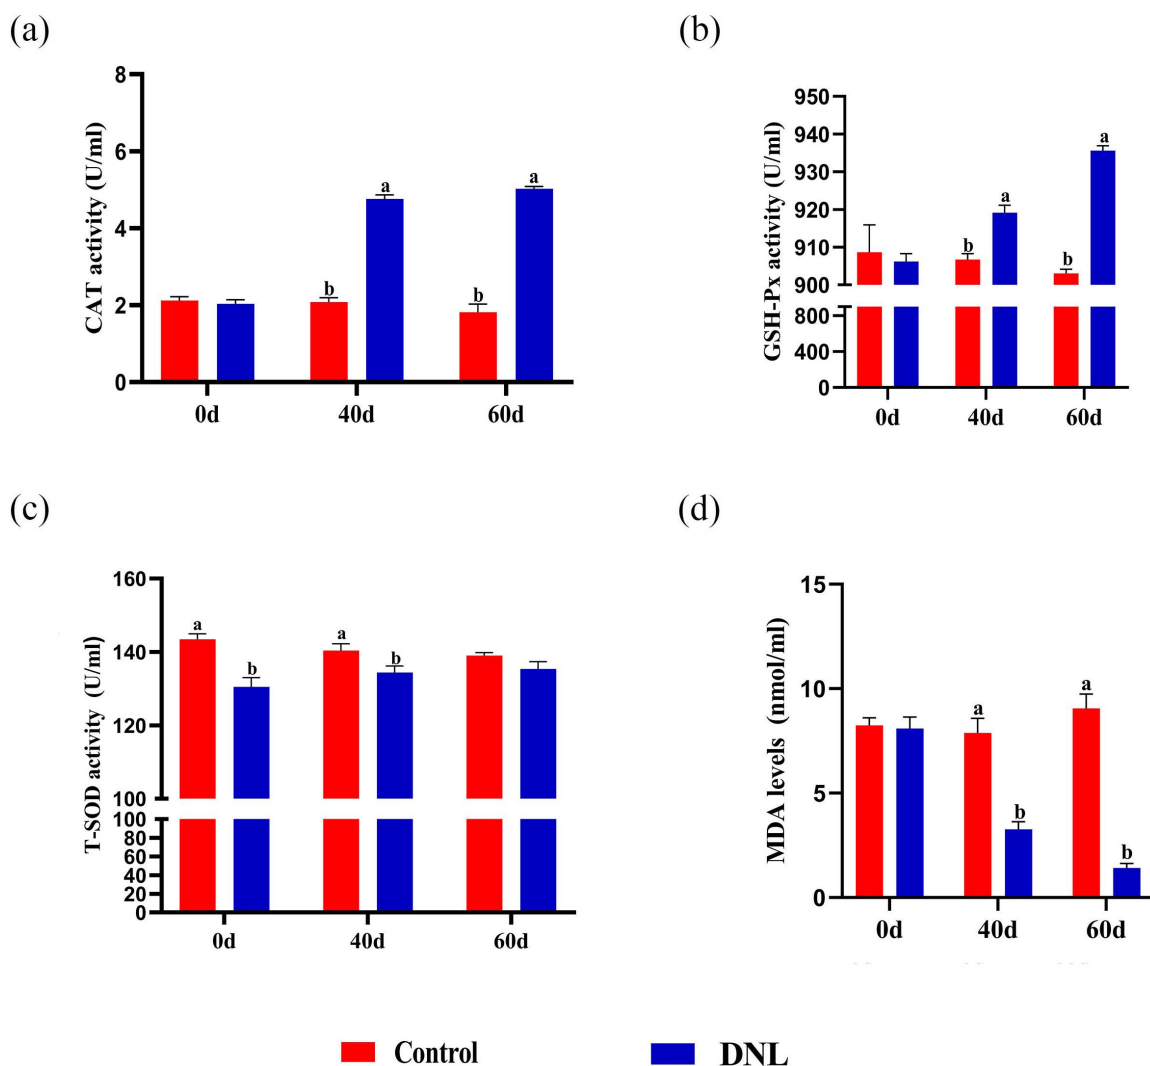 (a)
CAT activity (U/ml)
8
6
4
2
0
b
a
b
a
0d
40d
60d
(b)
GSH-Px activity (U/ml)
950
940
930
920
910
900
800
400
0
b
a
b
a
0d
40d
60d
(c)
T-SOD activity (U/ml)
160
140
120
100
100
80
60
40
20
0
a
b
a
b
0d
40d
60d
(d)
MDA levels (nmol/ml)
15
10
5
0
a
b
a
b
0d
40d
60d
Control
DNL